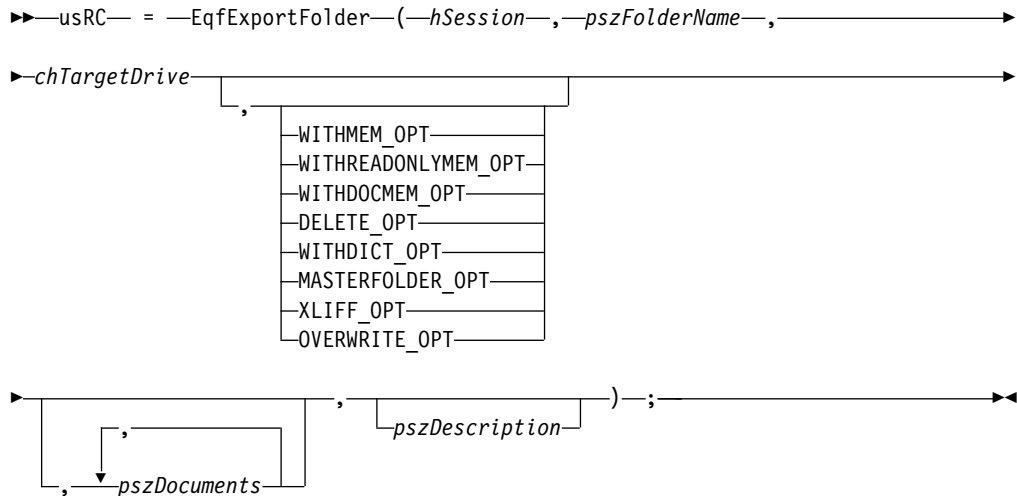 usRC = EqfExportFolder ( hSession , pszFolderName ,
chTargetDrive
,
WITHMEM_OPT
WITHREADONLYMEM_OPT
WITHDOCMEM_OPT
DELETE_OPT
WITHDICT_OPT
MASTERFOLDER_OPT
XLIFF_OPT
OVERWRITE_OPT
, ) ;
, pszDescription
, pszDocuments